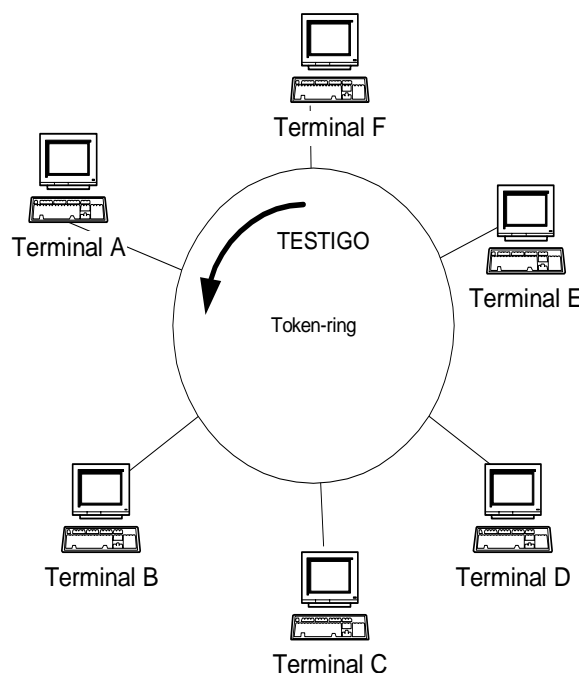 Terminal F
Terminal A
TESTIGO
Terminal E
Token-ring
Terminal B
Terminal D
Terminal C